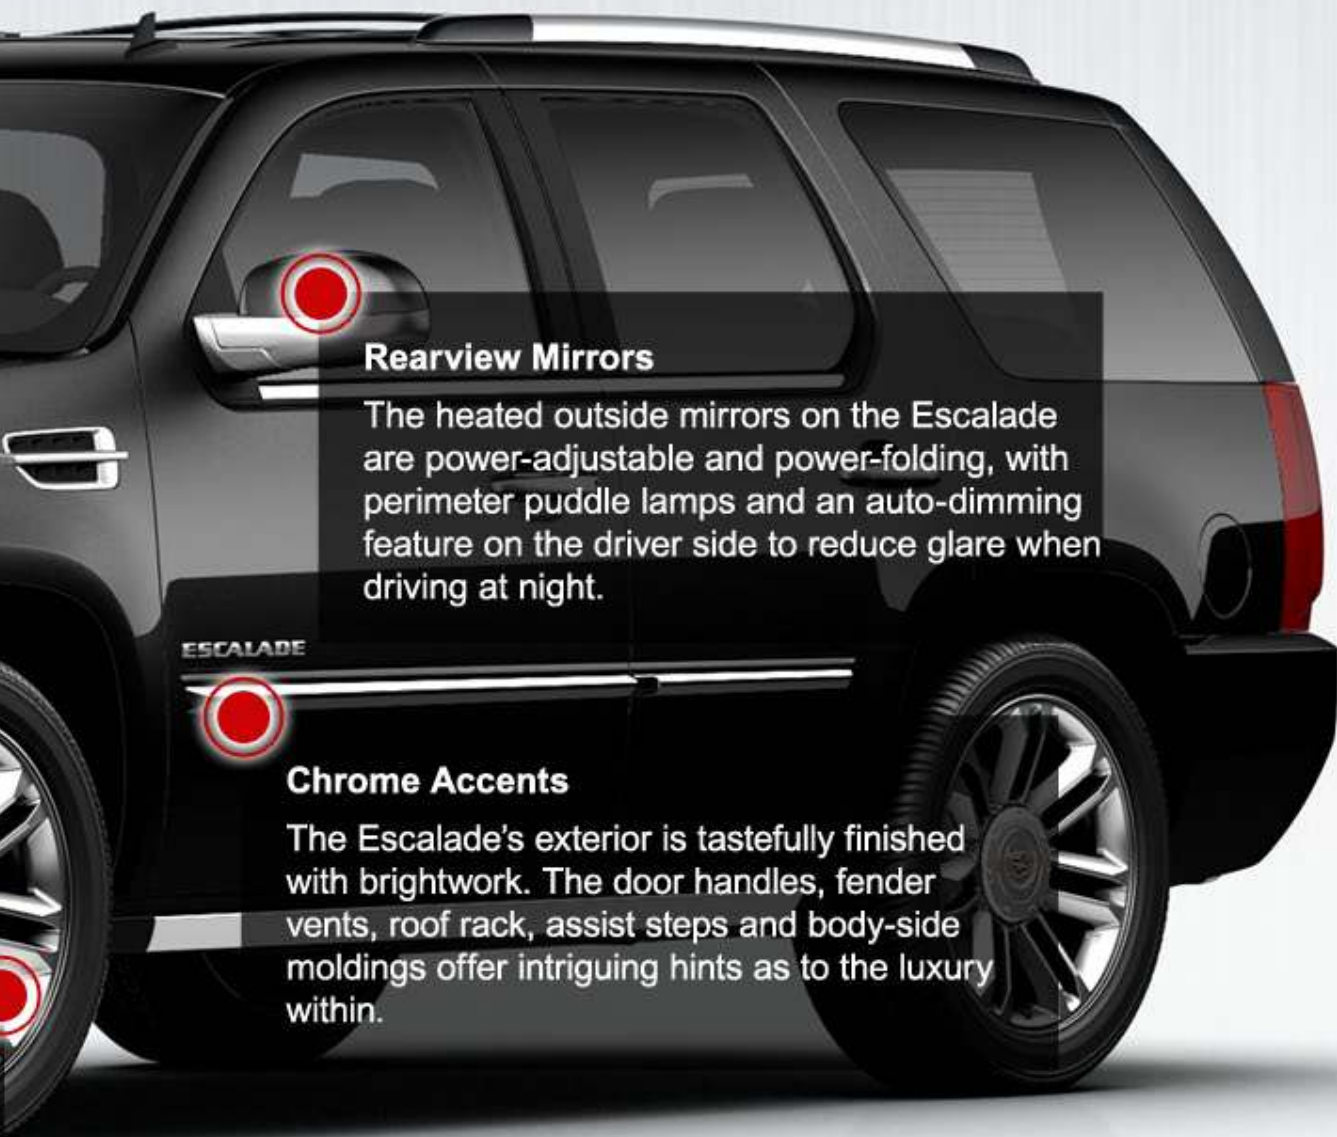 Rearview Mirrors
The heated outside mirrors on the Escalade
are power-adjustable and power-folding, with
perimeter puddle lamps and an auto-dimming
feature on the driver side to reduce glare when
driving at night.
ESCALADE
Chrome Accents
The Escalade’s exterior is tastefully finished
with brightwork. The door handles, fender
vents, roof rack, assist steps and body-side
moldings offer intriguing hints as to the luxury
within.